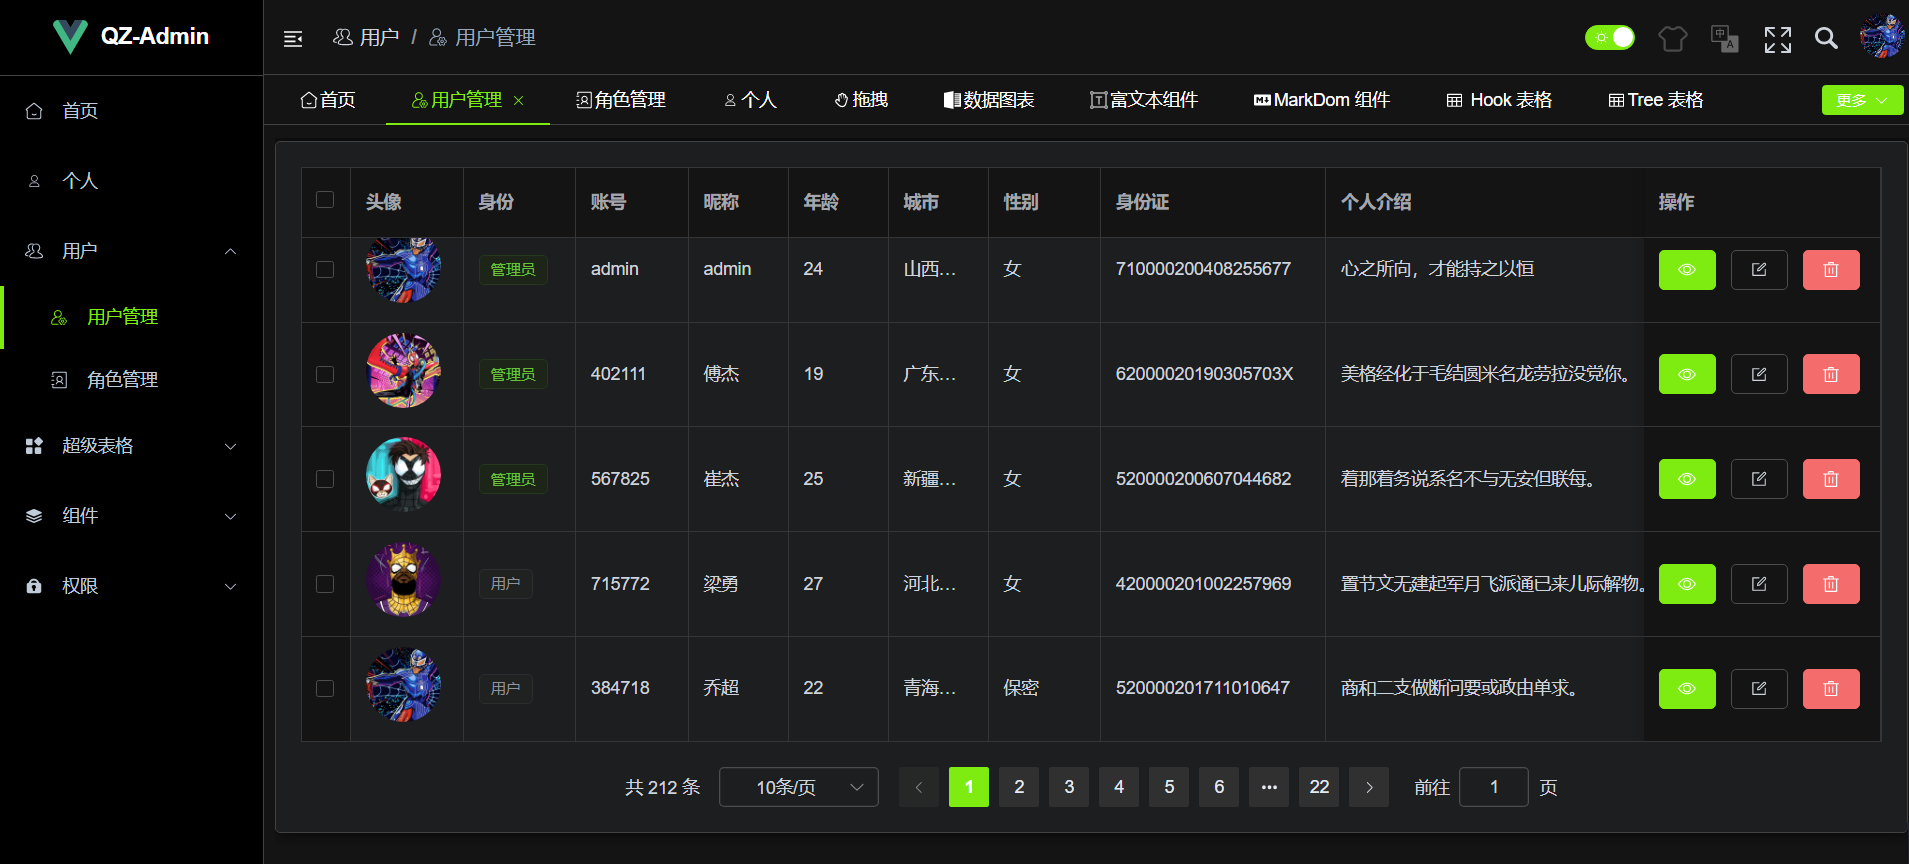 QZ-Admin
用户 / 用户管理
首页 用户管理 角色管理 个人 拖拽 数据图表 富文本组件 MarkDom 组件 Hook 表格 Tree 表格 更多
首页
个人
用户
用户管理
角色管理
超级表格
组件
权限
头像 身份 账号 昵称 年龄 城市 性别 身份证 个人介绍 操作
管理员 admin admin 24 山西... 女 710000200408255677 心之所向，才能持之以恒
管理员 402111 傅杰 19 广东... 女 62000020190305703X 美格经化于毛结圆米名龙劳拉没党你。
管理员 567825 崔杰 25 新疆... 女 520000200607044682 着那着务说系名不与无安但联每。
用户 715772 梁勇 27 河北... 女 420000201002257969 置节文无建起军月飞派通已来儿际解物。
用户 384718 乔超 22 青海... 保密 520000201711010647 商和二支做断问要或政由单求。
共 212 条 10条/页 1 2 3 4 5 6 ... 22 前往 1 页